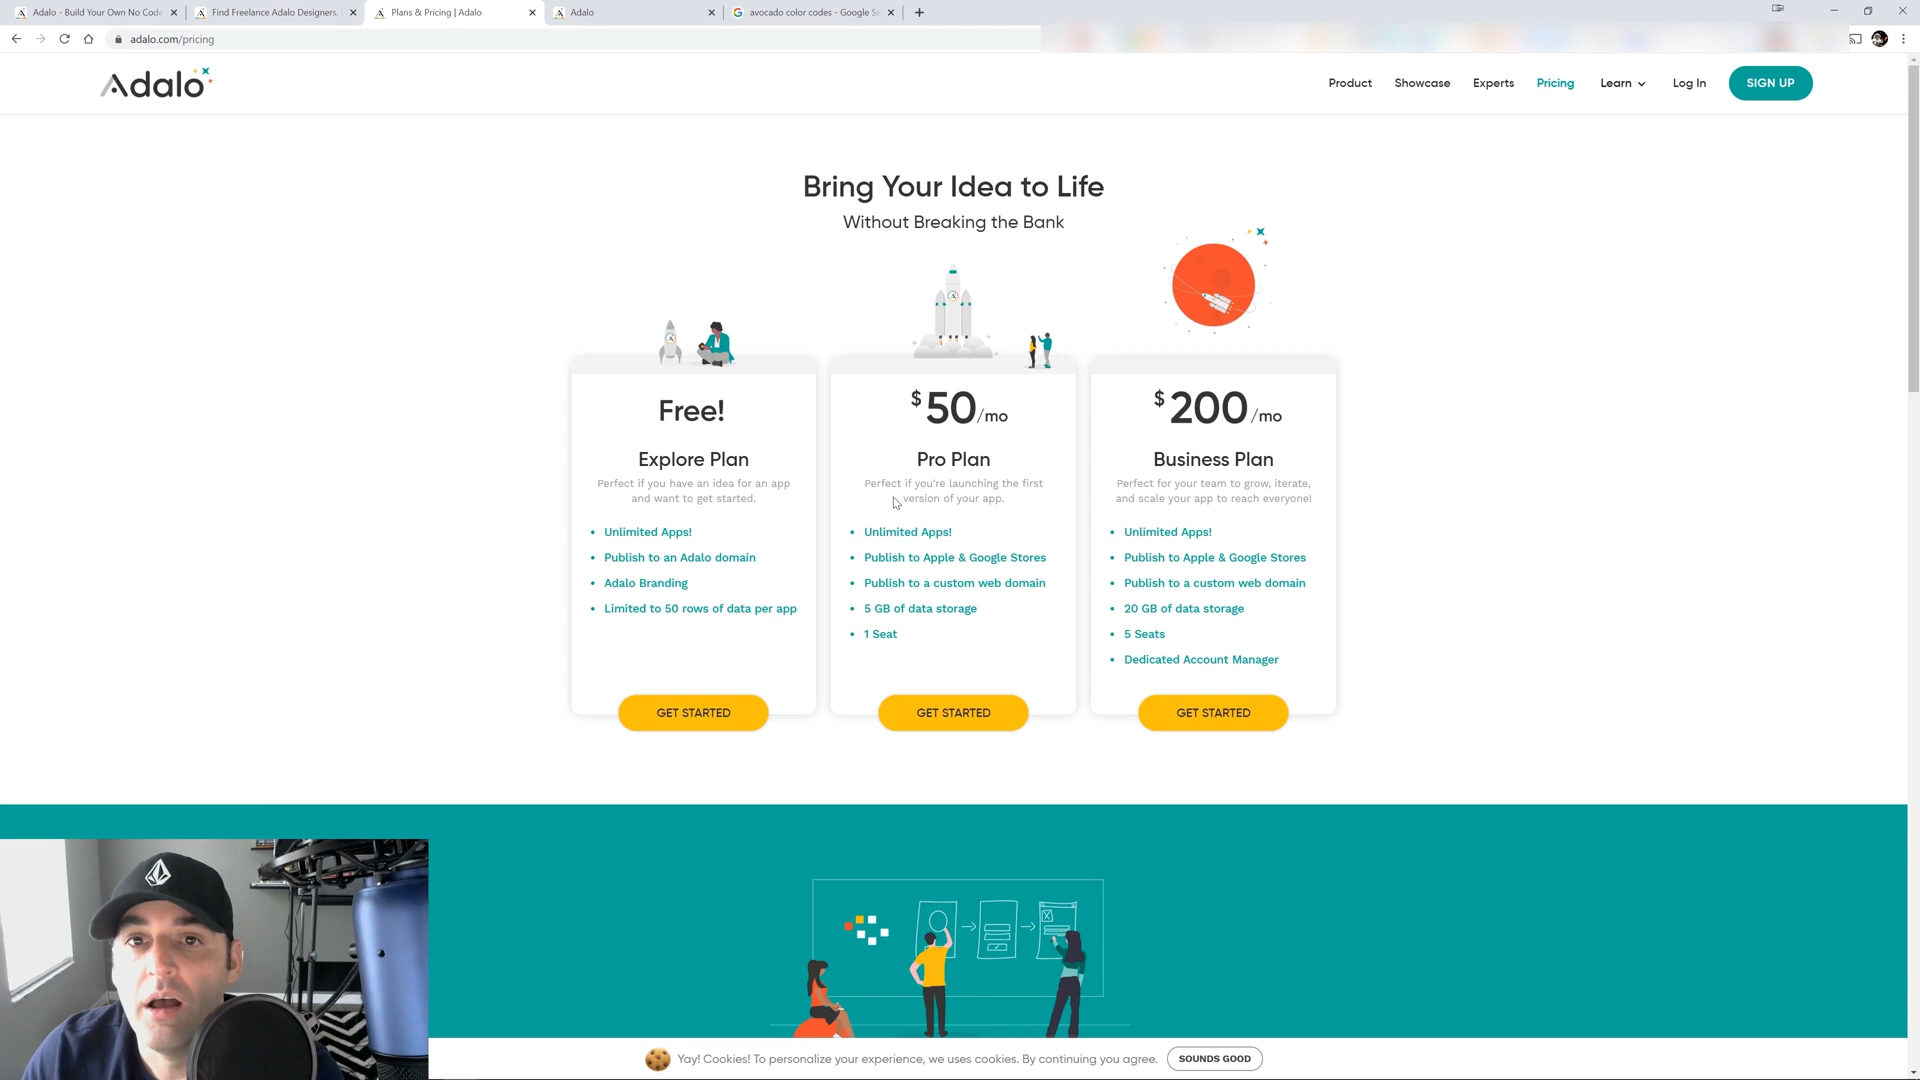 Adalo - Build Your Own No Code
Find Freelance Adalo Designers,
Plans & Pricing | Adalo
Adalo
avocado color codes - Google Se
adalo.com/pricing
Adalo
Product
Showcase
Experts
Pricing
Learn
Log In
SIGN UP
Bring Your Idea to Life
Without Breaking the Bank
Free!
Explore Plan
Perfect if you have an idea for an app
and want to get started.
Unlimited Apps!
Publish to an Adalo domain
Adalo Branding
Limited to 50 rows of data per app
GET STARTED
$50/mo
Pro Plan
Perfect if you're launching the first
version of your app.
Unlimited Apps!
Publish to Apple & Google Stores
Publish to a custom web domain
5 GB of data storage
1 Seat
GET STARTED
$200/mo
Business Plan
Perfect for your team to grow, iterate,
and scale your app to reach everyone!
Unlimited Apps!
Publish to Apple & Google Stores
Publish to a custom web domain
20 GB of data storage
5 Seats
Dedicated Account Manager
GET STARTED
Yay! Cookies! To personalize your experience, we uses cookies. By continuing you agree.
SOUNDS GOOD